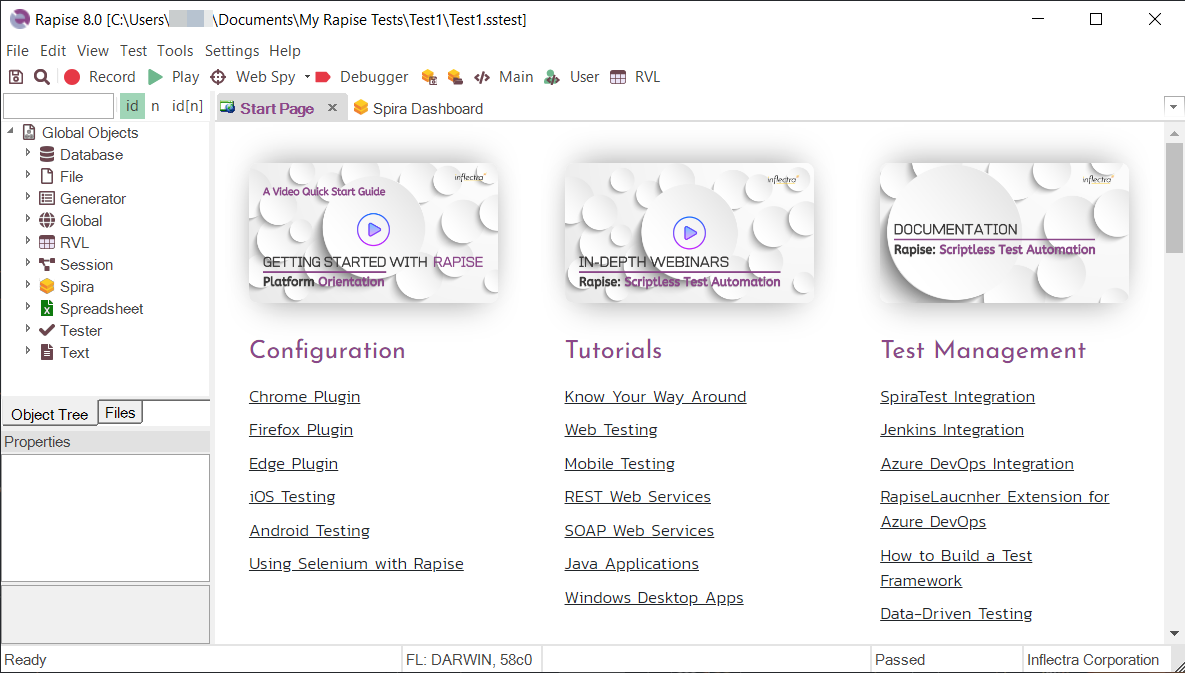 Rapise 8.0 [C:\Users\ \Documents\My Rapise Tests\Test1\Test1.sstest]
File Edit View Test Tools Settings Help
Record Play Web Spy Debugger Main User RVL
id n id[n]
Start Page Spira Dashboard
Global Objects
Database
File
Generator
Global
RVL
Session
Spira
Spreadsheet
Tester
Text
Object Tree Files
Properties
inflectra
A Video Quick Start Guide
GETTING STARTED WITH RAPISE
Platform Orientation
inflectra
IN-DEPTH WEBINARS
Rapise: Scriptless Test Automation
inflectra
DOCUMENTATION
Rapise: Scriptless Test Automation
Configuration
Chrome Plugin
Firefox Plugin
Edge Plugin
iOS Testing
Android Testing
Using Selenium with Rapise
Tutorials
Know Your Way Around
Web Testing
Mobile Testing
REST Web Services
SOAP Web Services
Java Applications
Windows Desktop Apps
Test Management
SpiraTest Integration
Jenkins Integration
Azure DevOps Integration
RapiseLaucnher Extension for
Azure DevOps
How to Build a Test
Framework
Data-Driven Testing
Ready
FL: DARWIN, 58c0
Passed
Inflectra Corporation